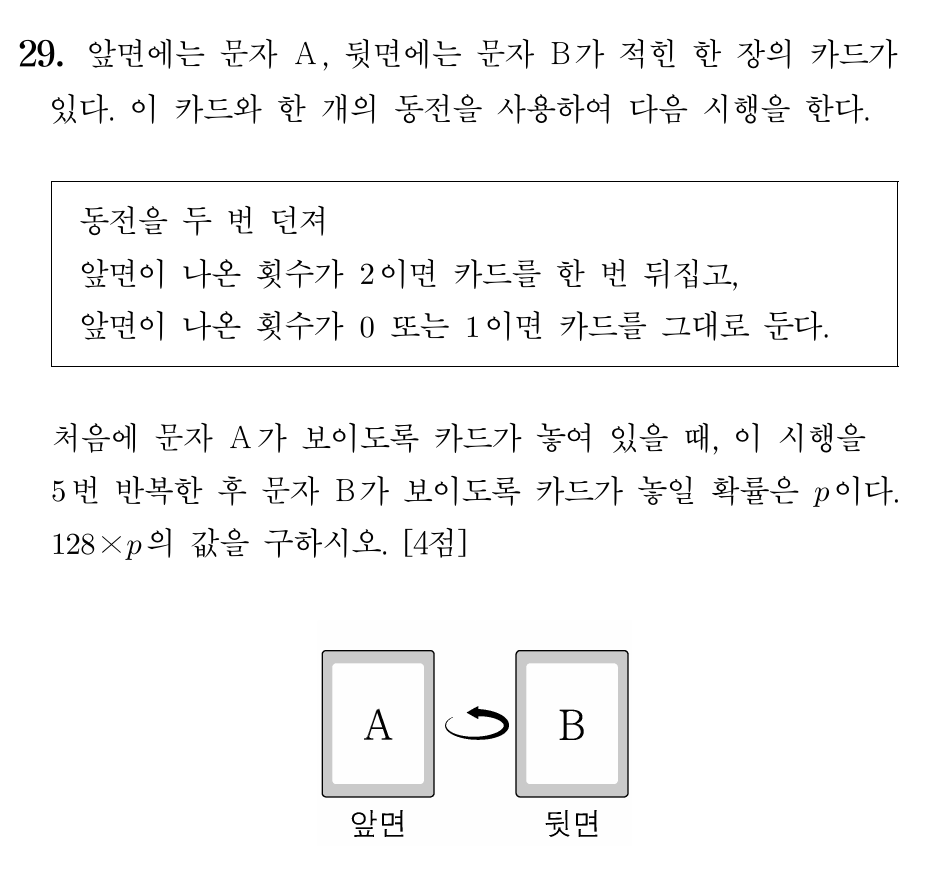 29. 앞면에는 문자 A, 뒷면에는 문자 B가 적힌 한 장의 카드가
있다. 이 카드와 한 개의 동전을 사용하여 다음 시행을 한다.
동전을 두 번 던져
앞면이 나온 횟수가 2이면 카드를 한 번 뒤집고,
앞면이 나온 횟수가 0 또는 1이면 카드를 그대로 둔다.
처음에 문자 A가 보이도록 카드가 놓여 있을 때, 이 시행을
5번 반복한 후 문자 B가 보이도록 카드가 놓일 확률은 p이다.
128×p의 값을 구하시오. [4점]
A B
앞면 뒷면